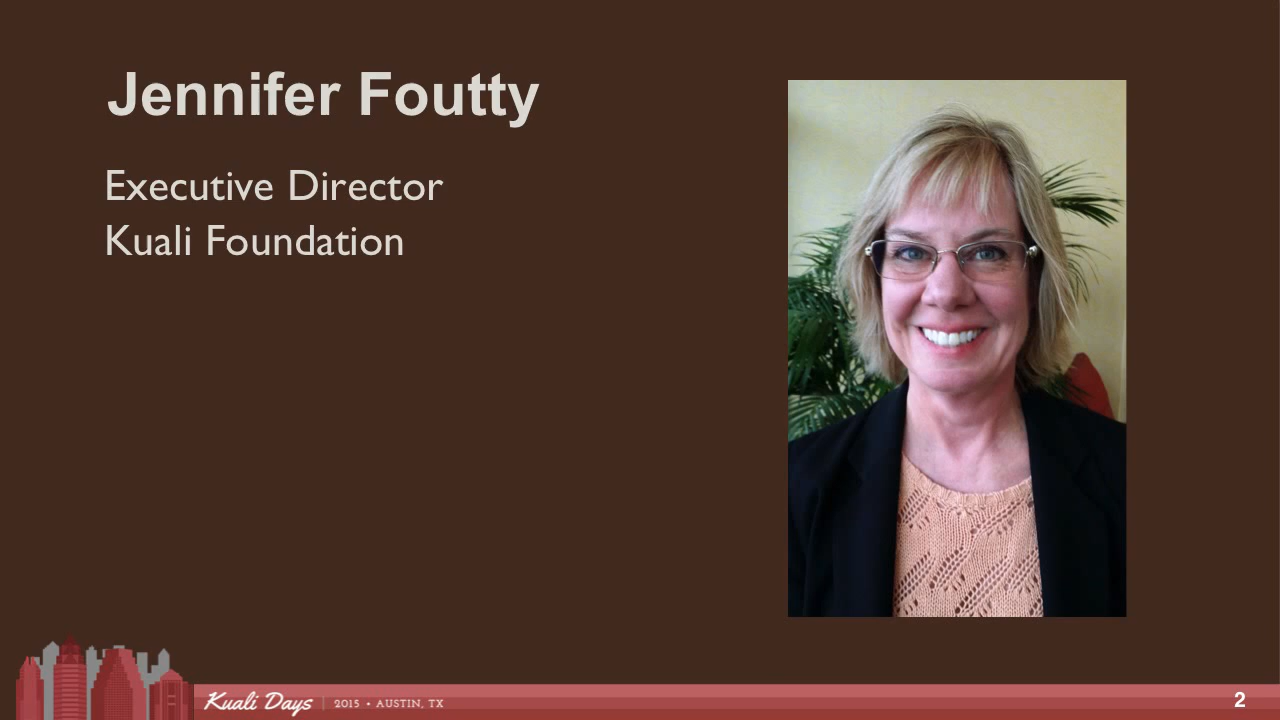 Jennifer Foutty
Executive Director
Kuali Foundation
Kuali Days | 2015 • AUSTIN, TX
2